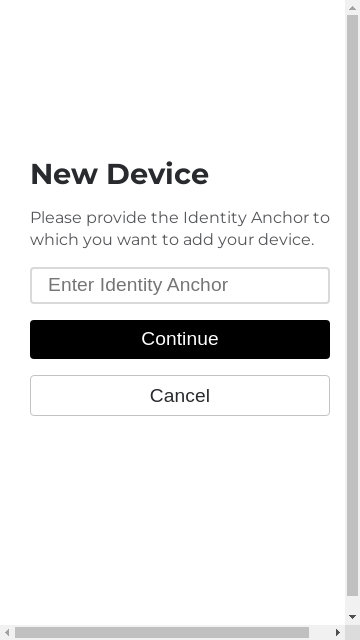 New Device
Please provide the Identity Anchor to
which you want to add your device.
Enter Identity Anchor
Continue
Cancel